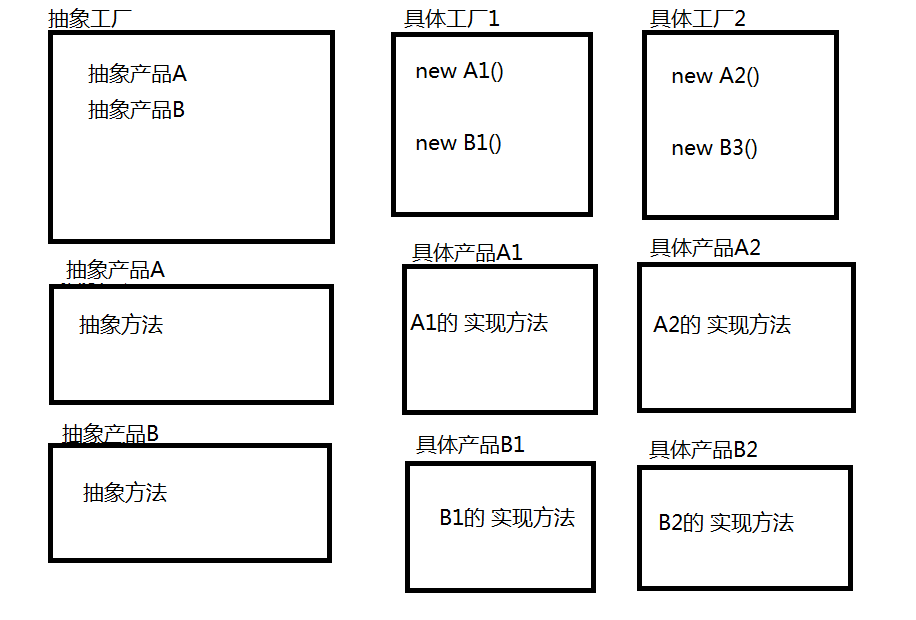 抽象工厂
抽象产品A
抽象产品B
具体工厂1
new A1()
new B1()
具体工厂2
new A2()
new B3()
抽象产品A
抽象方法
具体产品A1
A1的 实现方法
具体产品A2
A2的 实现方法
抽象产品B
抽象方法
具体产品B1
B1的 实现方法
具体产品B2
B2的 实现方法